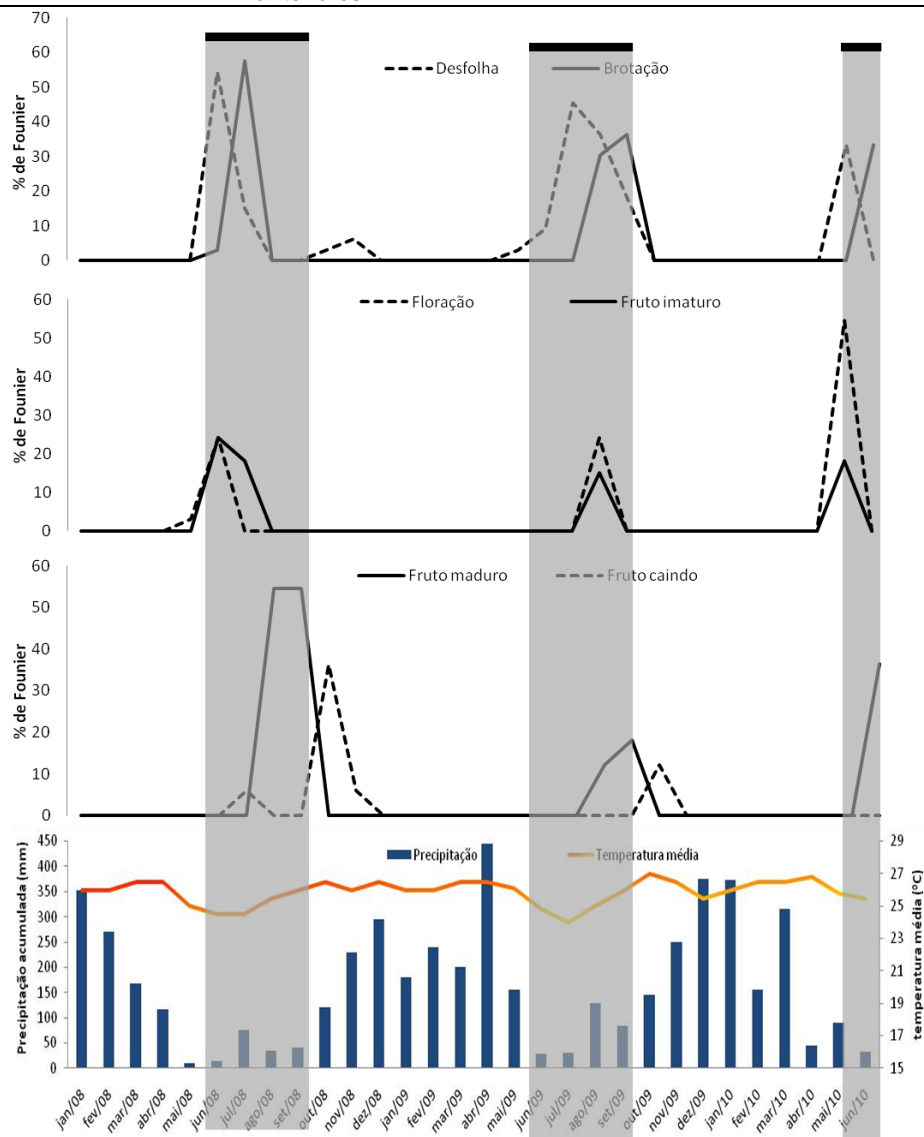 70
60
50
40
30
20
10
0
% de Founier
Desfolha
Brotação
60
50
40
30
20
10
0
% de Founier
Floração
Fruto imaturo
60
50
40
30
20
10
0
% de Founier
Fruto maduro
Fruto caindo
450
400
350
300
250
200
150
100
50
0
Precipitação acumulada (mm)
Precipitação
Temperatura média
29
27
25
23
21
19
17
15
temperatura média (°C)
jan/08
fev/08
mar/08
abr/08
mai/08
jun/08
jul/08
ago/08
set/08
out/08
nov/08
dez/08
jan/09
fev/09
mar/09
abr/09
mai/09
jun/09
jul/09
ago/09
set/09
out/09
nov/09
dez/09
jan/10
fev/10
mar/10
abr/10
mai/10
jun/10